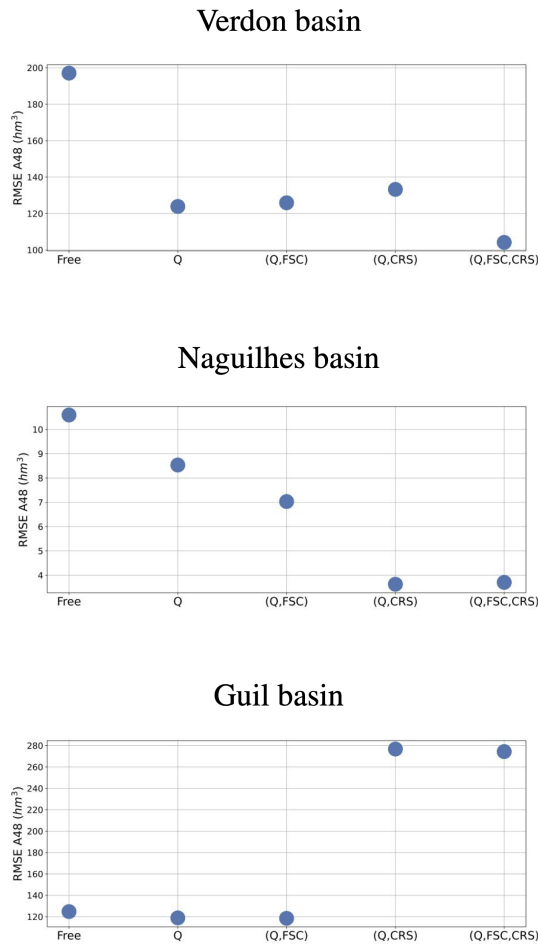 Verdon basin
RMSE A48 (hm³)
200
180
160
140
120
100
Free Q (Q,FSC) (Q,CRS) (Q,FSC,CRS)
Naguilhes basin
RMSE A48 (hm³)
10
9
8
7
6
5
4
Free Q (Q,FSC) (Q,CRS) (Q,FSC,CRS)
Guil basin
RMSE A48 (hm³)
280
260
240
220
200
180
160
140
120
Free Q (Q,FSC) (Q,CRS) (Q,FSC,CRS)